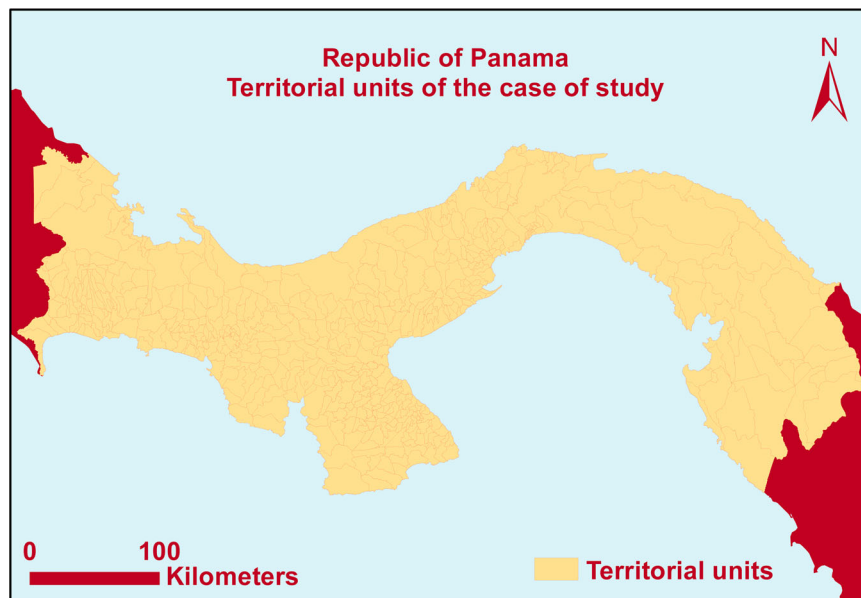 Republic of Panama
Territorial units of the case of study
N
0 100
Kilometers
Territorial units